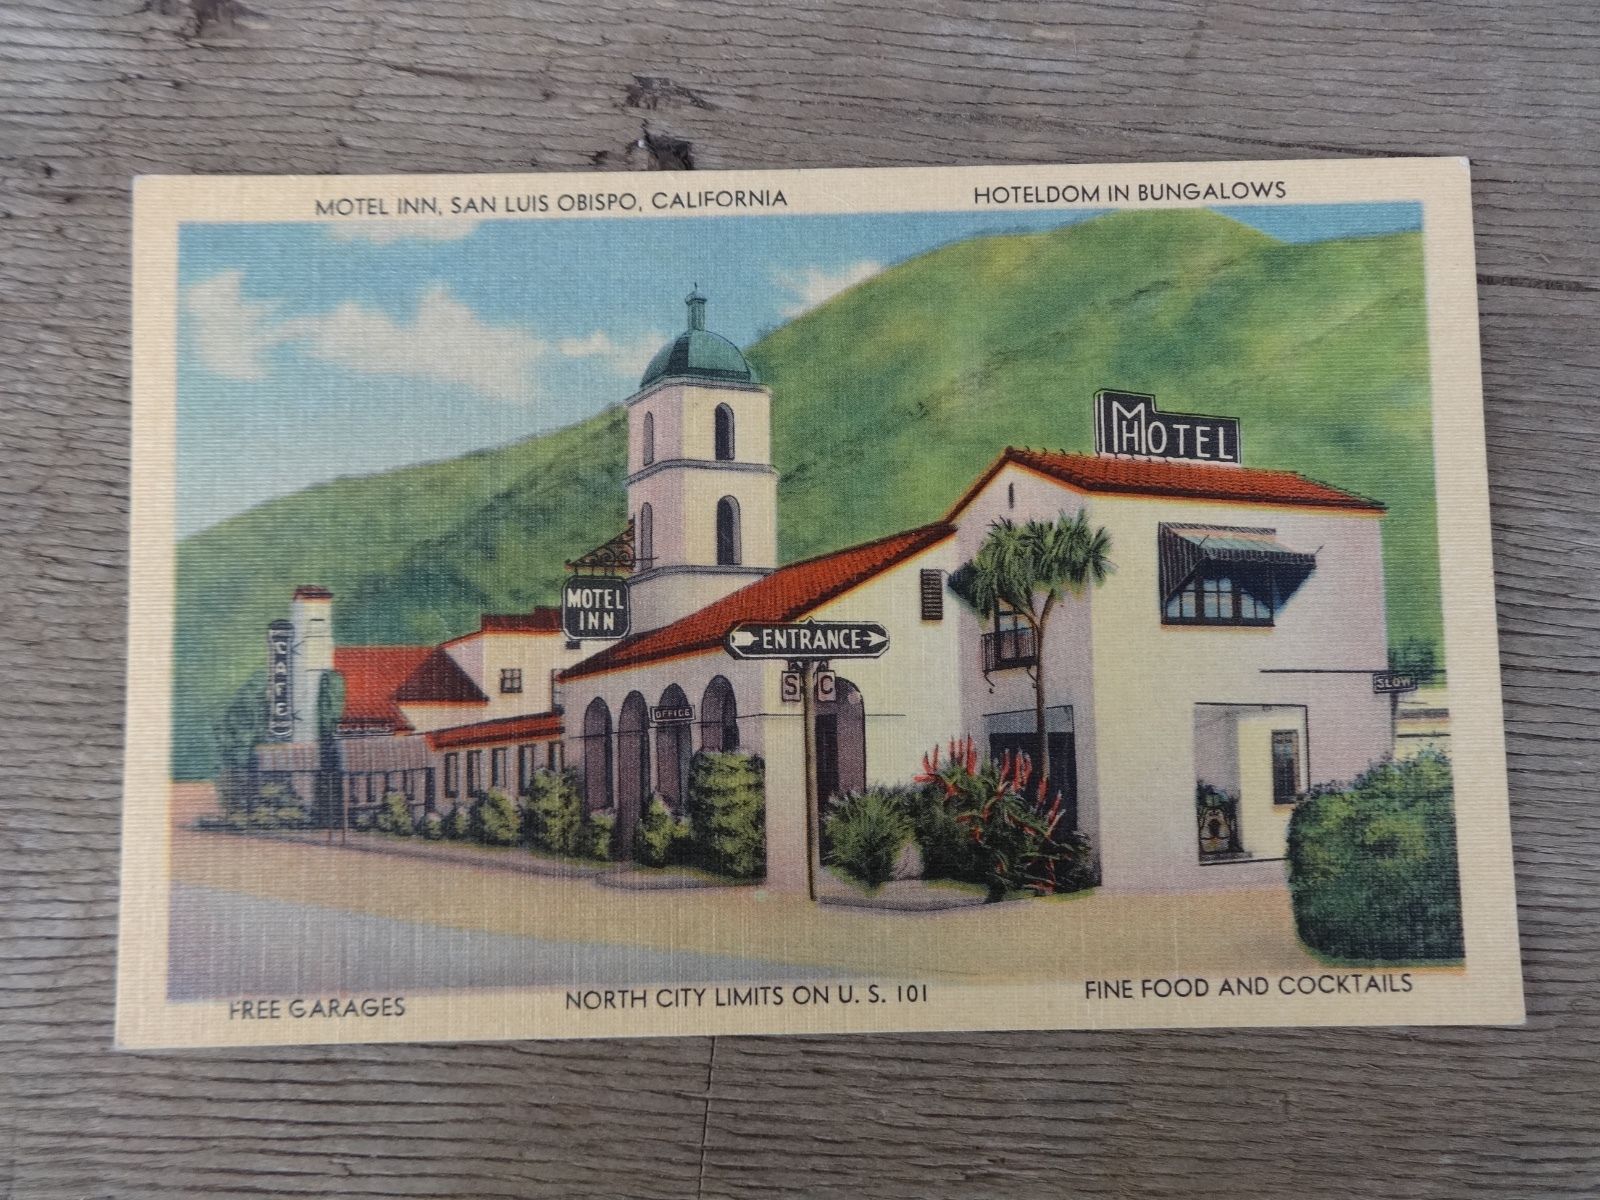 MOTEL INN, SAN LUIS OBISPO, CALIFORNIA
HOTELDOM IN BUNGALOWS
MHOTEL
MOTEL
INN
ENTRANCE
S C
OFFICE
SLOW
CAFE
FREE GARAGES
NORTH CITY LIMITS ON U. S. 101
FINE FOOD AND COCKTAILS